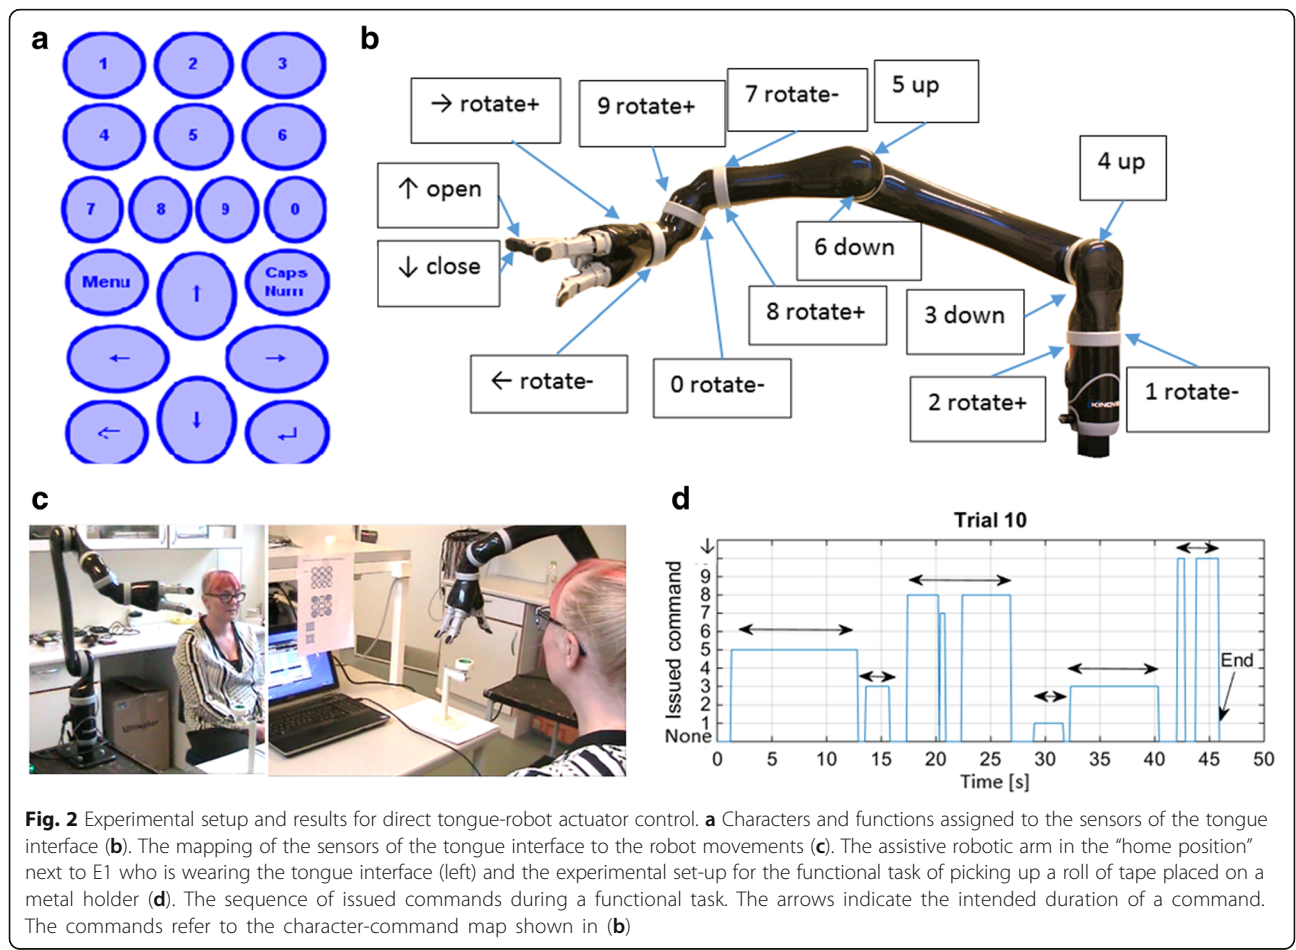 a
1 2 3
4 5 6
7 8 9 0
Menu ↑ Caps Num
← →
← ↓ ↵
b
→ rotate+
9 rotate+
7 rotate-
5 up
4 up
↑ open
↓ close
6 down
8 rotate+
3 down
← rotate-
0 rotate-
2 rotate+
1 rotate-
KINOVA
c
d
Trial 10
Issued command
↓
9
8
7
6
5
4
3
2
1
None
End
0 5 10 15 20 25 30 35 40 45 50
Time [s]
Fig. 2 Experimental setup and results for direct tongue-robot actuator control. a Characters and functions assigned to the sensors of the tongue
interface (b). The mapping of the sensors of the tongue interface to the robot movements (c). The assistive robotic arm in the “home position”
next to E1 who is wearing the tongue interface (left) and the experimental set-up for the functional task of picking up a roll of tape placed on a
metal holder (d). The sequence of issued commands during a functional task. The arrows indicate the intended duration of a command.
The commands refer to the character-command map shown in (b)